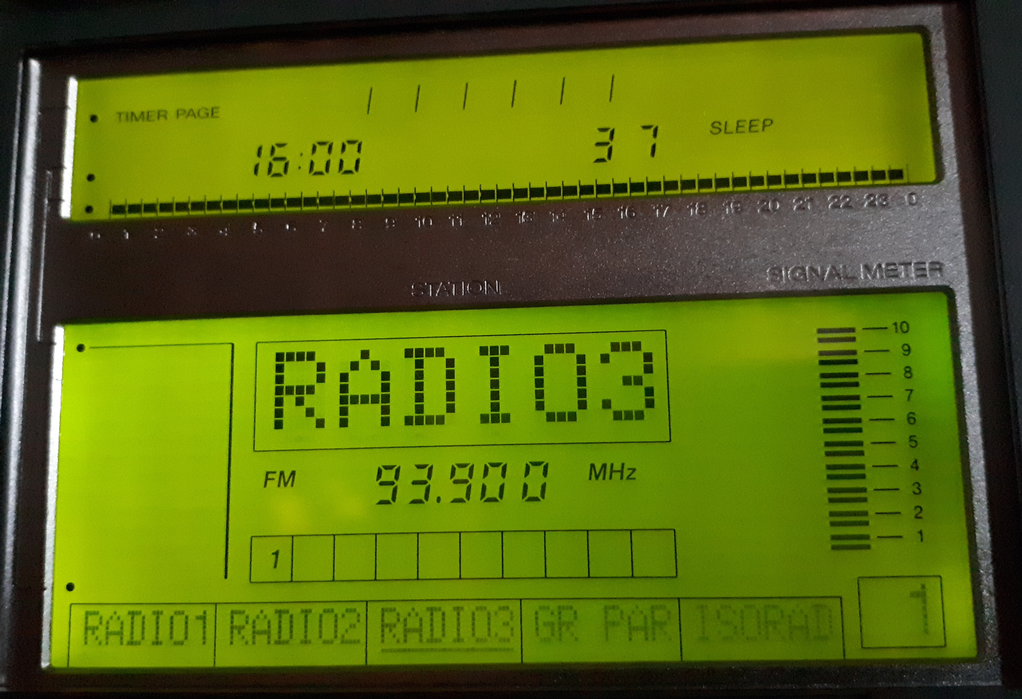 TIMER PAGE
16:00 37 SLEEP
0 1 2 3 4 5 6 7 8 9 10 11 12 13 14 15 16 17 18 19 20 21 22 23 0
STATION SIGNAL METER
RADIO3
FM 93.900 MHz
10
9
8
7
6
5
4
3
2
1
1
RADIO1 RADIO2 RADIO3 GR PAR ISORAD 1